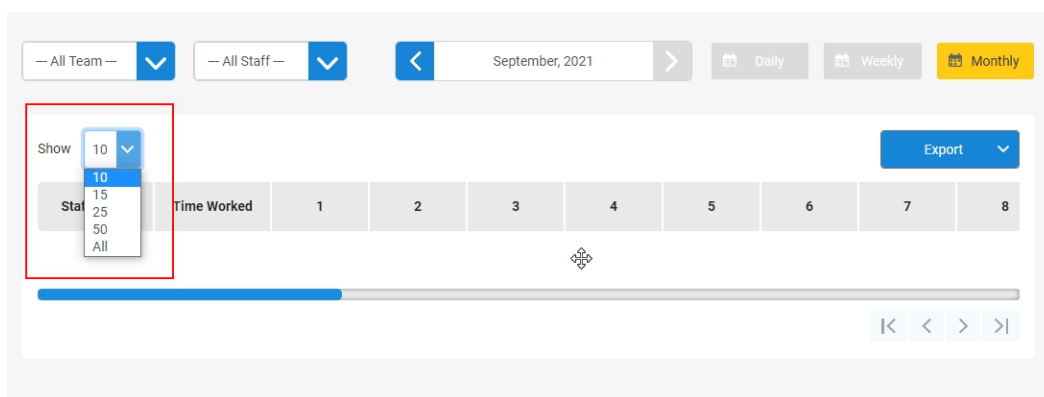 --- All Team ---
--- All Staff ---
September, 2021
Daily
Weekly
Monthly
Show 10
Export
10
15
25
50
All
Time Worked 1 2 3 4 5 6 7 8